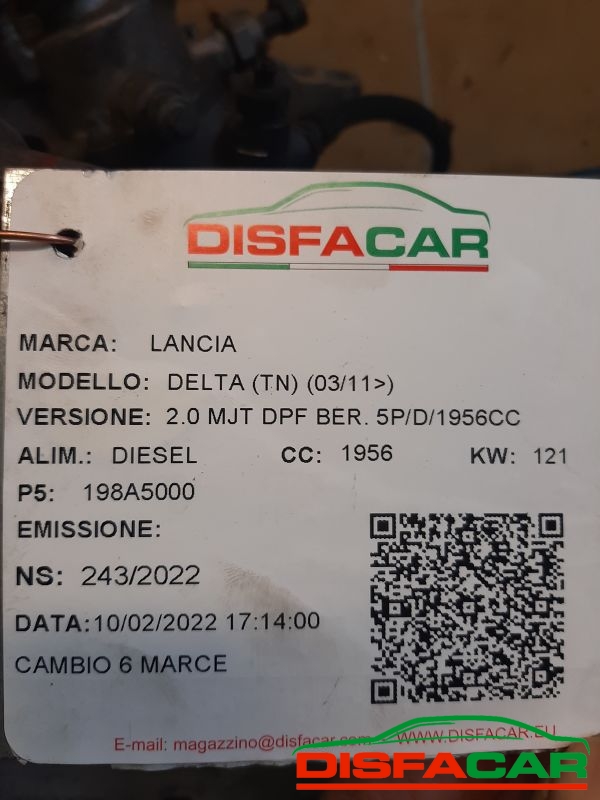 DISFACAR
MARCA: LANCIA
MODELLO: DELTA (TN) (03/11>)
VERSIONE: 2.0 MJT DPF BER. 5P/D/1956CC
ALIM.: DIESEL CC: 1956 KW: 121
P5: 198A5000
EMISSIONE:
NS: 243/2022
DATA:10/02/2022 17:14:00
CAMBIO 6 MARCE
E-mail: magazzino@disfacar.com WWW.DISFACAR.EU
DISFACAR